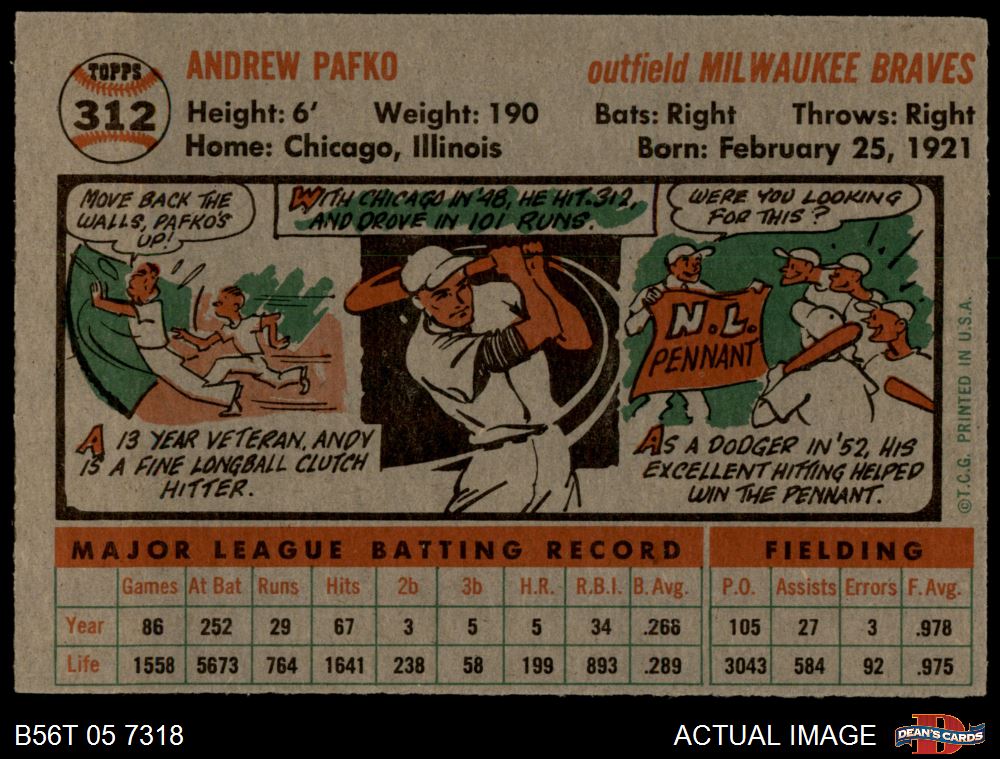 TOPPS
312
ANDREW PAFKO
outfield MILWAUKEE BRAVES
Height: 6' Weight: 190 Bats: Right Throws: Right
Home: Chicago, Illinois Born: February 25, 1921
MOVE BACK THE
WALLS, PAFKO'S
UP!
WITH CHICAGO IN '48, HE HIT .312,
AND DROVE IN 101 RUNS.
WERE YOU LOOKING
FOR THIS?
N.L.
PENNANT
A 13 YEAR VETERAN, ANDY
IS A FINE LONGBALL CLUTCH
HITTER.
AS A DODGER IN '52, HIS
EXCELLENT HITTING HELPED
WIN THE PENNANT.
©T.C.G. PRINTED IN U.S.A.
MAJOR LEAGUE BATTING RECORD FIELDING
Games At Bat Runs Hits 2b 3b H.R. R.B.I. B. Avg. P.O. Assists Errors F. Avg.
Year 86 252 29 67 3 5 5 34 .266 105 27 3 .978
Life 1558 5673 764 1641 238 58 199 893 .289 3043 584 92 .975
B56T 05 7318
ACTUAL IMAGE
D
DEAN'S CARDS